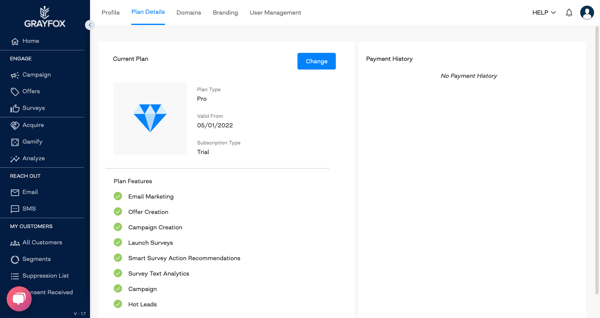 GRAYFOX
Profile
Plan Details
Domains
Branding
User Management
HELP
Home
ENGAGE
Campaign
Offers
Surveys
Acquire
Gamify
Analyze
REACH OUT
Email
SMS
MY CUSTOMERS
All Customers
Segments
Suppression List
onsent Received
V : 17
Current Plan
Change
Plan Type
Pro
Valid From
05/01/2022
Subscription Type
Trial
Plan Features
Email Marketing
Offer Creation
Campaign Creation
Launch Surveys
Smart Survey Action Recommendations
Survey Text Analytics
Campaign
Hot Leads
Payment History
No Payment History